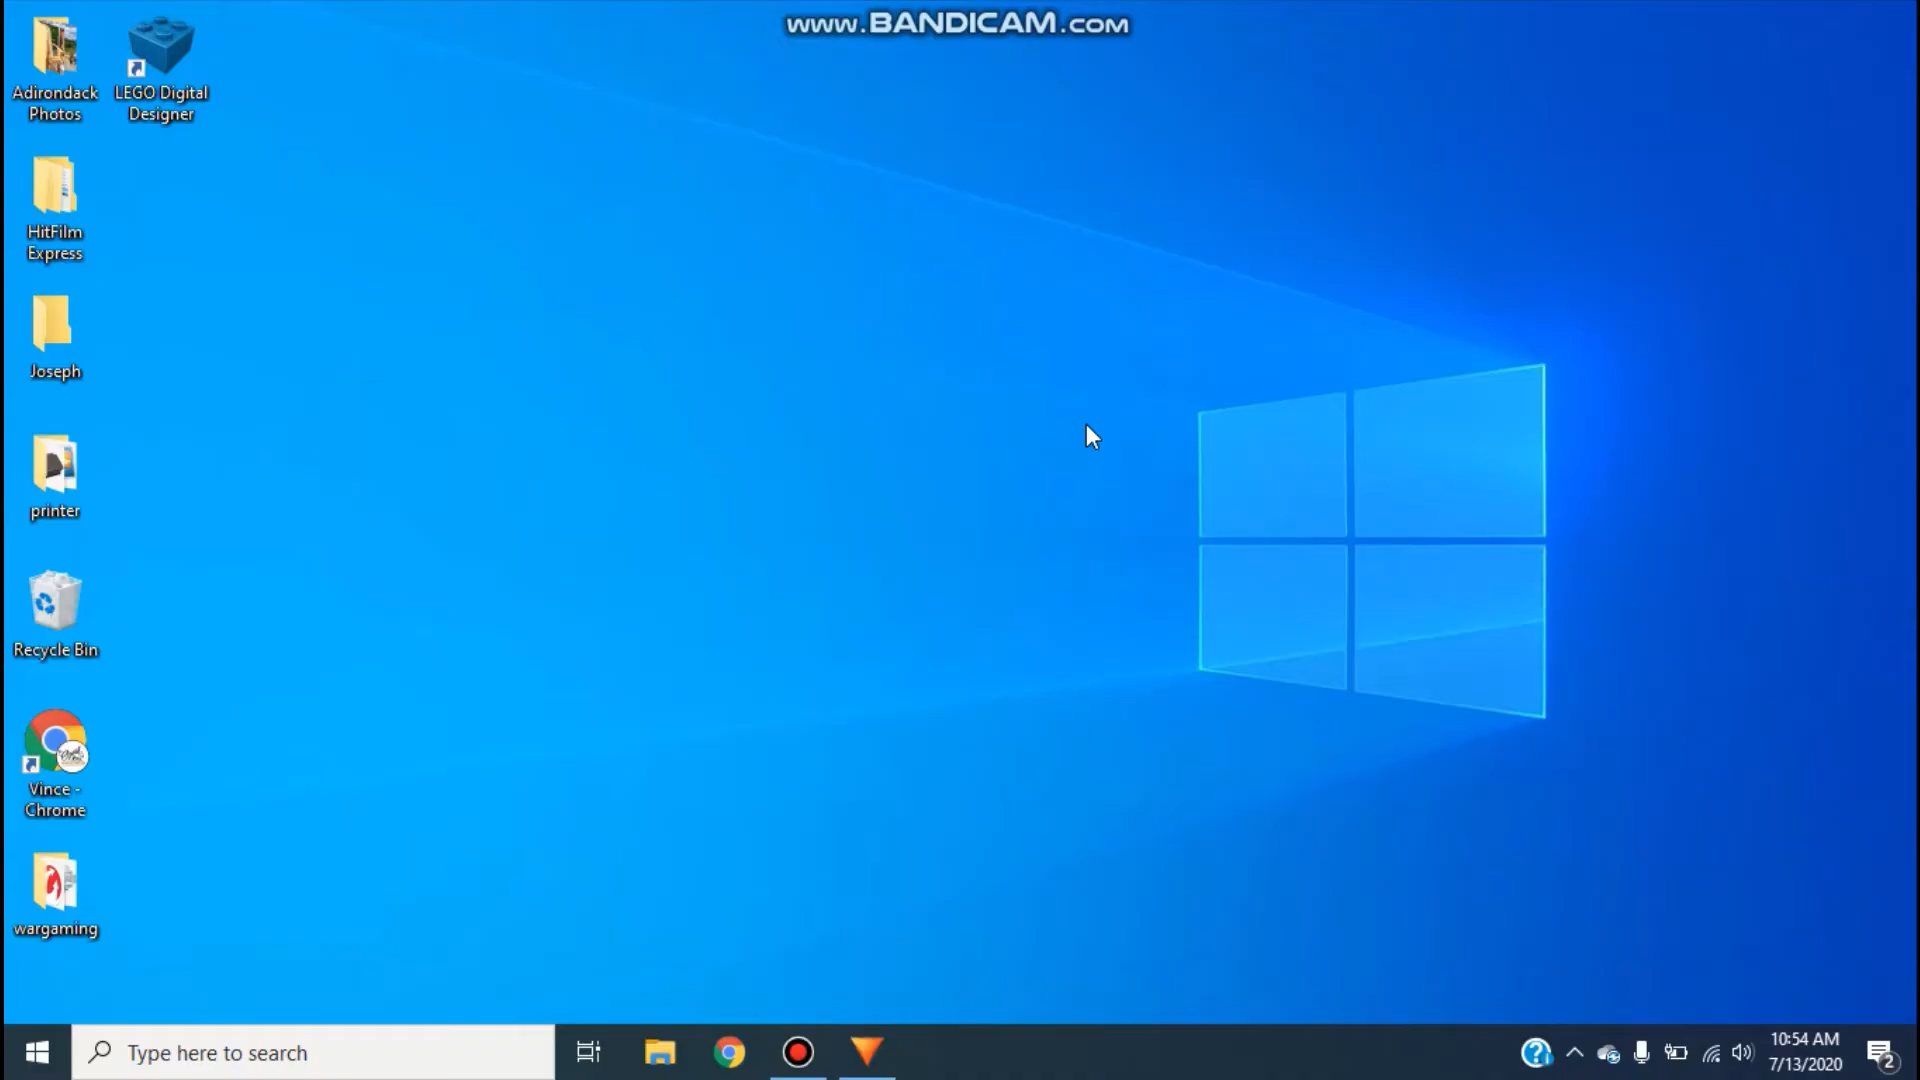 www.BANDICAM.com
Adirondack
Photos
LEGO Digital
Designer
HitFilm
Express
Joseph
printer
Recycle Bin
Vince -
Chrome
wargaming
Type here to search
10:54 AM
7/13/2020
2